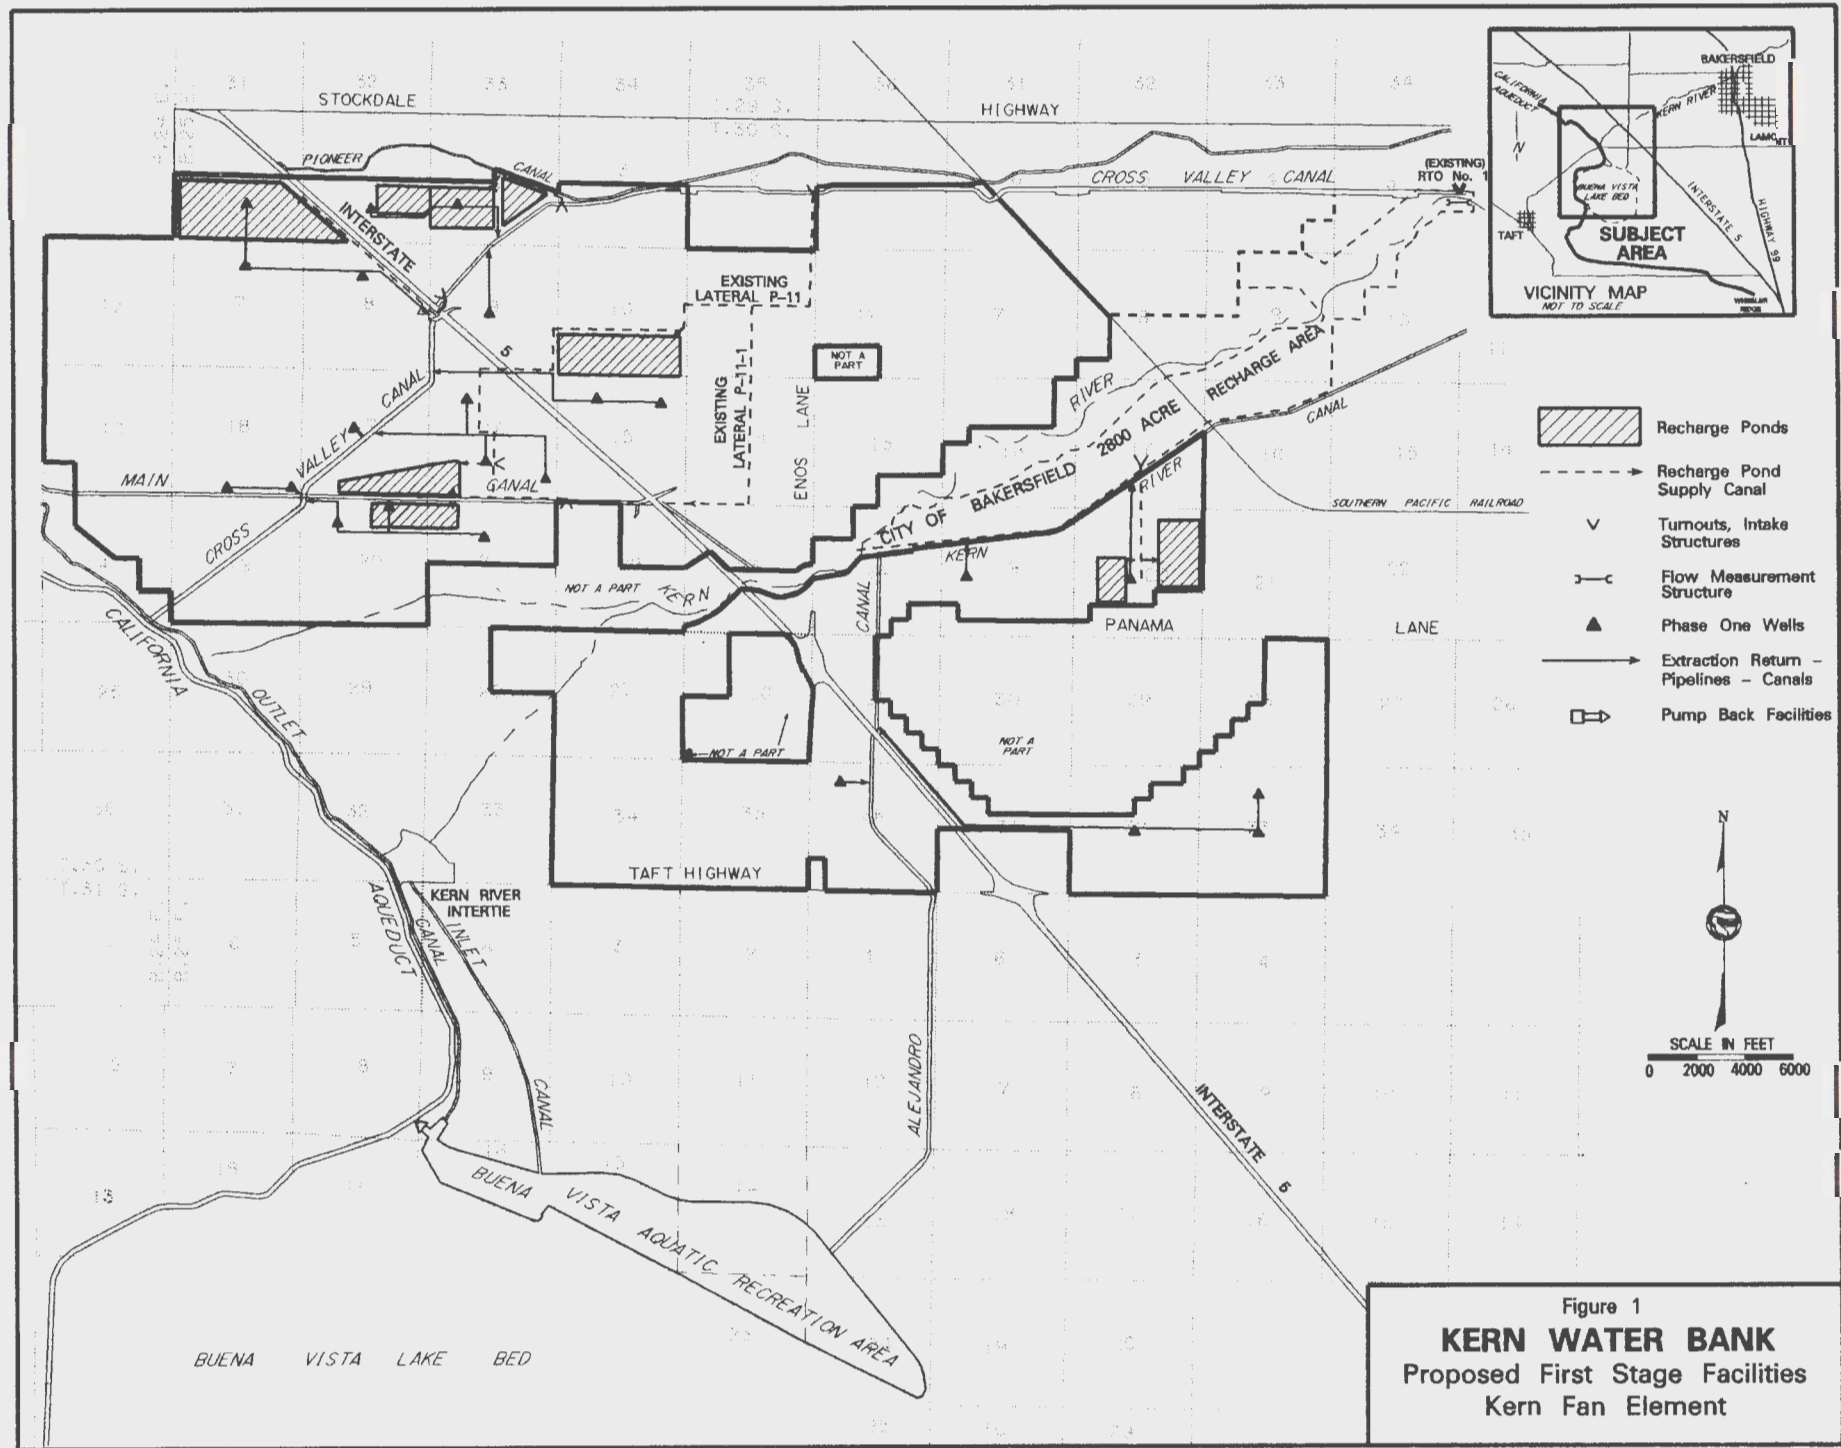 STOCKDALE
HIGHWAY
PIONEER
CANAL
CROSS VALLEY CANAL
(EXISTING)
RTO No. 1
INTERSTATE
5
EXISTING
LATERAL P-11
EXISTING
LATERAL P-11-1
ENOS LANE
NOT A
PART
RIVER
CITY OF BAKERSFIELD 2800 ACRE RECHARGE AREA
CANAL
RIVER
KERN
SOUTHERN PACIFIC RAILROAD
MAIN
CANAL
CROSS
VALLEY
CANAL
NOT A PART
KERN
CANAL
PANAMA
LANE
CALIFORNIA
AQUEDUCT
OUTLET
CANAL
NOT A PART
NOT A
PART
TAFT HIGHWAY
KERN RIVER
INTERTIE
INLET
CANAL
ALEJANDRO
INTERSTATE
5
BUENA VISTA AQUATIC RECREATION AREA
BUENA VISTA LAKE BED
BAKERSFIELD
CALIFORNIA
AQUEDUCT
KERN RIVER
N
BUENA VISTA
LAKE BED
INTERSTATE 5
HIGHWAY 99
TAFT
SUBJECT
AREA
VICINITY MAP
NOT TO SCALE
Recharge Ponds
Recharge Pond
Supply Canal
Turnouts, Intake
Structures
Flow Measurement
Structure
Phase One Wells
Extraction Return -
Pipelines - Canals
Pump Back Facilities
N
SCALE IN FEET
0 2000 4000 6000
Figure 1
KERN WATER BANK
Proposed First Stage Facilities
Kern Fan Element